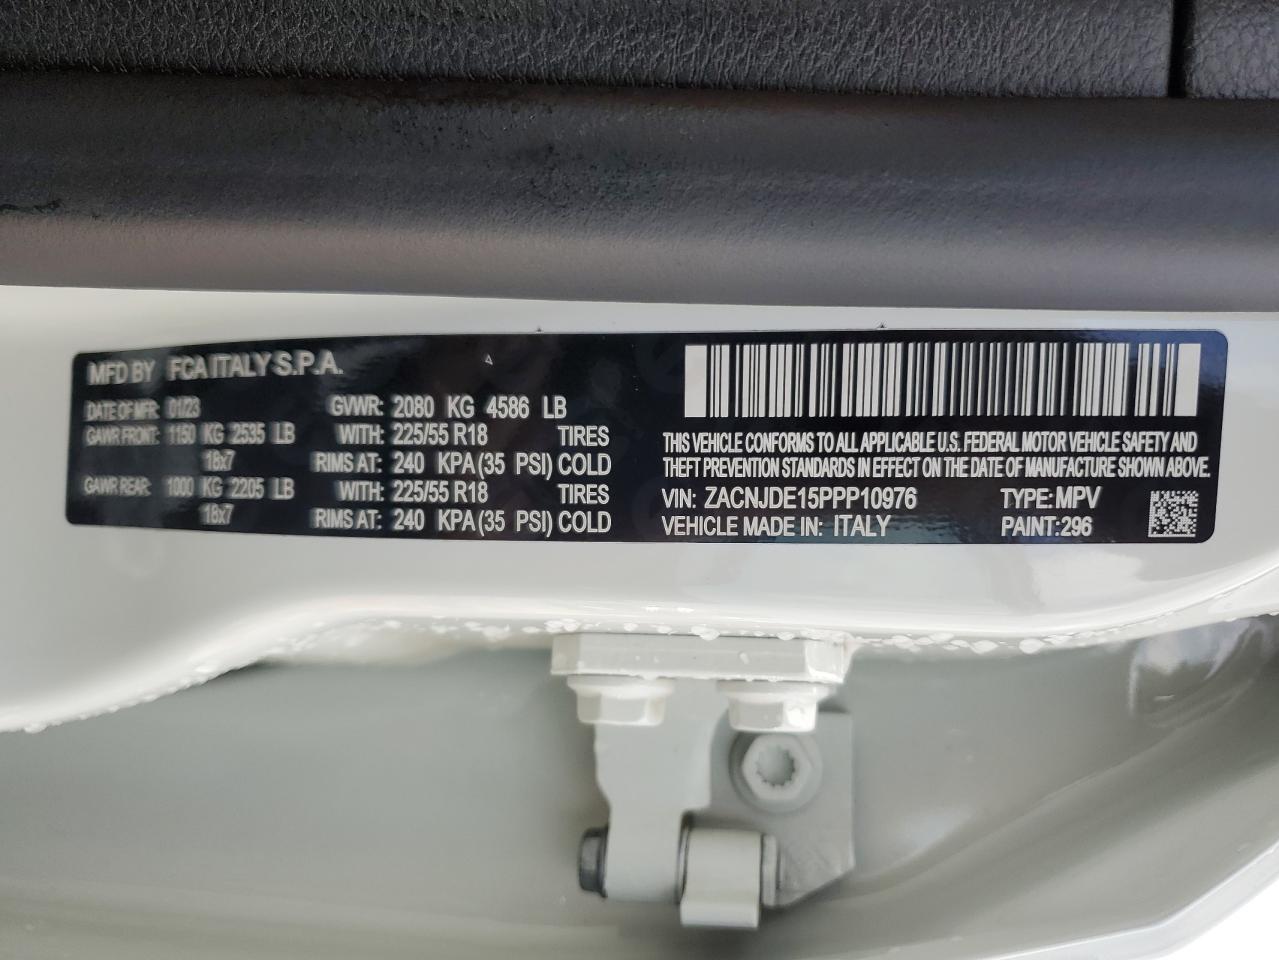 MFD BY FCA ITALY S.P.A.
DATE OF MFR: 01/23 GVWR: 2080 KG 4586 LB
GAWR FRONT: 1150 KG 2535 LB WITH: 225/55 R18 TIRES
18x7 RIMS AT: 240 KPA (35 PSI) COLD
GAWR REAR: 1000 KG 2205 LB WITH: 225/55 R18 TIRES
18x7 RIMS AT: 240 KPA (35 PSI) COLD
THIS VEHICLE CONFORMS TO ALL APPLICABLE U.S. FEDERAL MOTOR VEHICLE SAFETY AND
THEFT PREVENTION STANDARDS IN EFFECT ON THE DATE OF MANUFACTURE SHOWN ABOVE.
VIN: ZACNJDE15PPP10976 TYPE: MPV
VEHICLE MADE IN: ITALY PAINT: 296